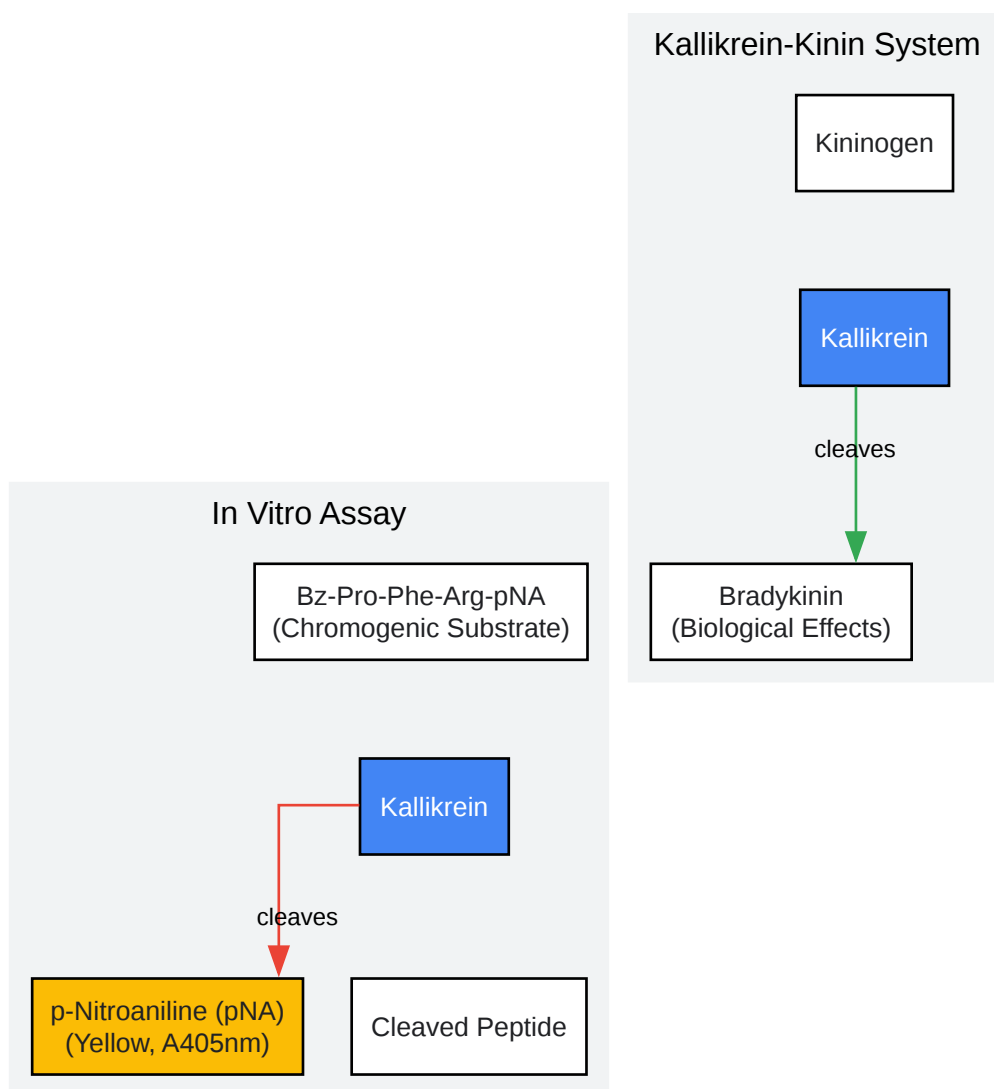 Kallikrein-Kinin System
Kininogen
Kallikrein
cleaves
Bradykinin
(Biological Effects)
In Vitro Assay
Bz-Pro-Phe-Arg-pNA
(Chromogenic Substrate)
Kallikrein
cleaves
p-Nitroaniline (pNA)
(Yellow, A405nm)
Cleaved Peptide